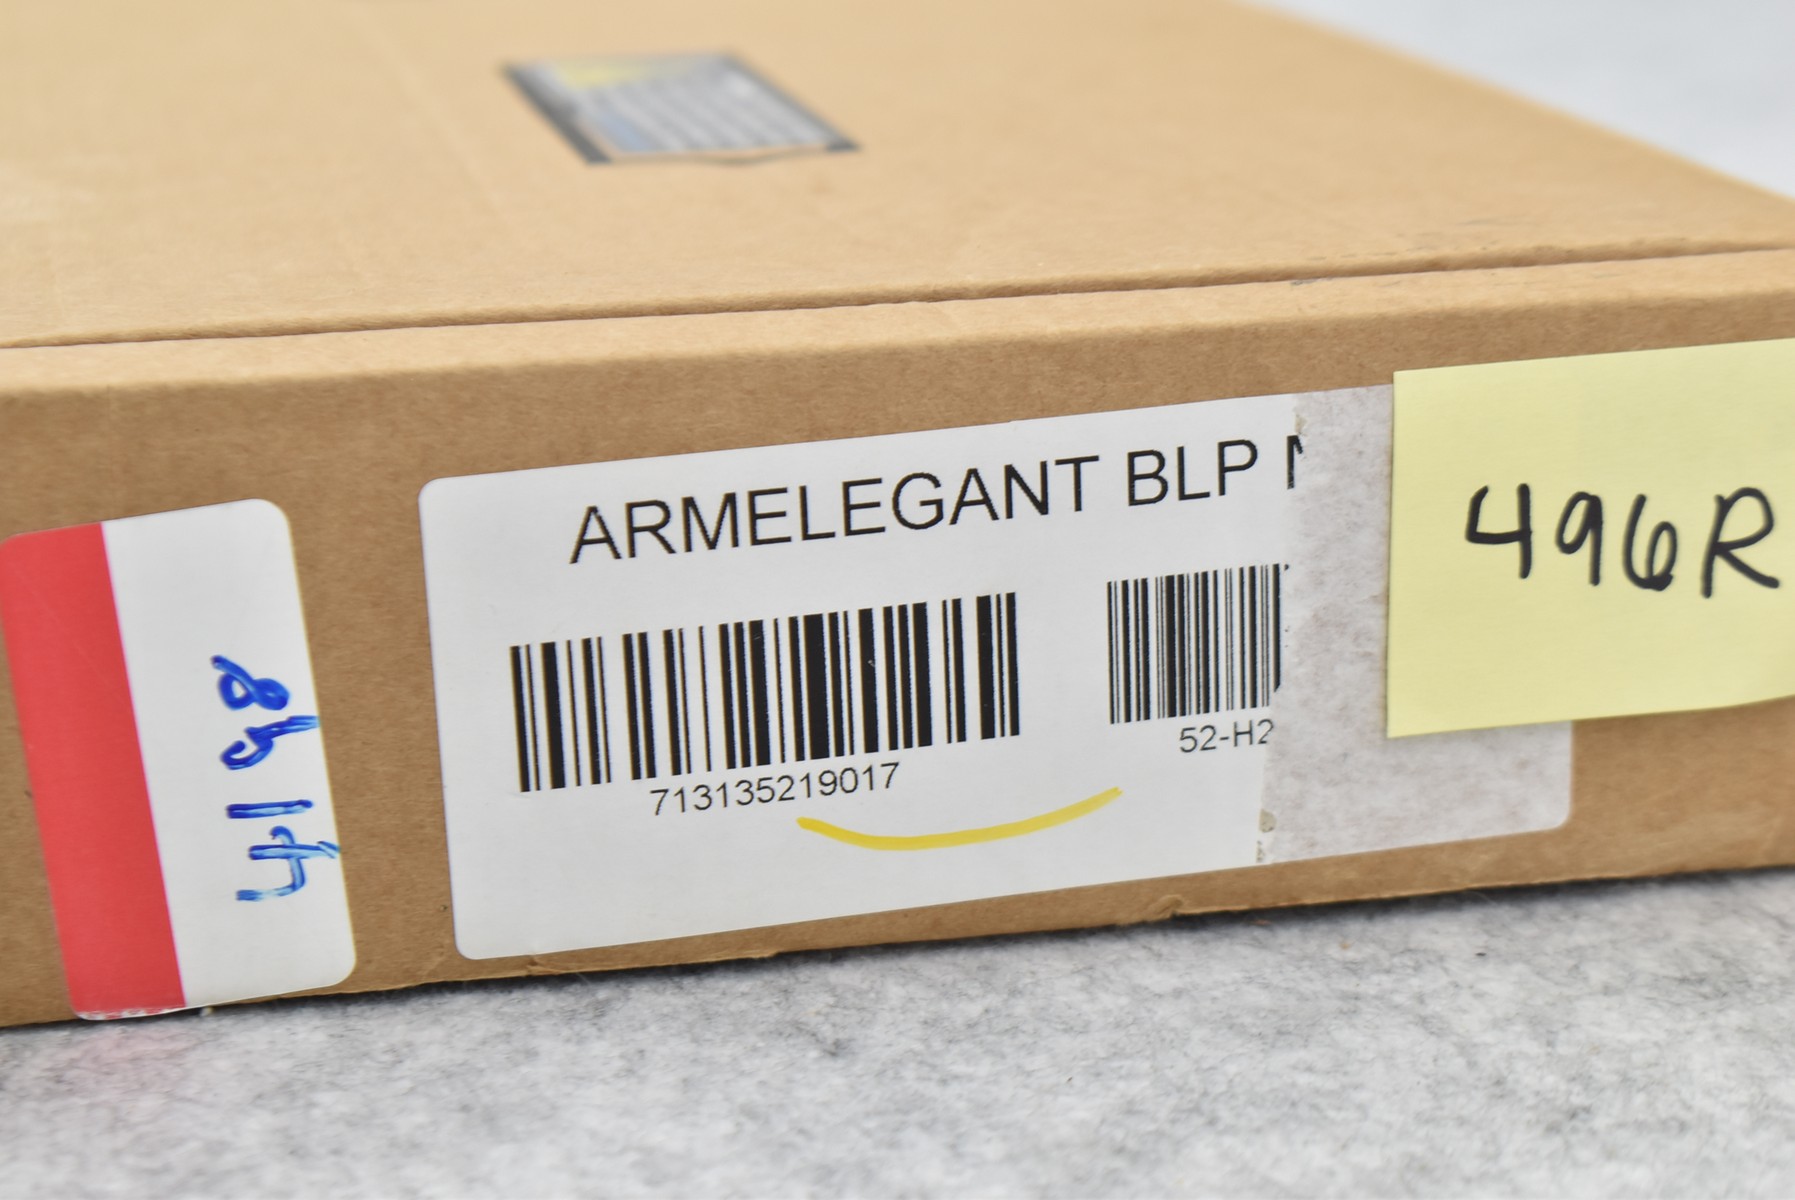 ARMELEGANT BLP
713135219017
52-H2
496R
4198